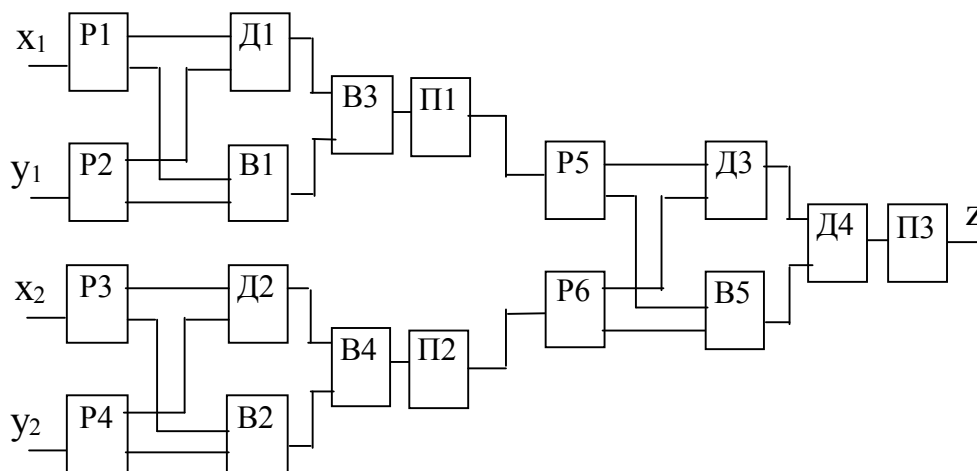 x₁ P1 Д1
B3 П1
y₁ P2 B1
P5 Д3
Д4 П3 z
x₂ P3 Д2
P6 B5
B4 П2
y₂ P4 B2